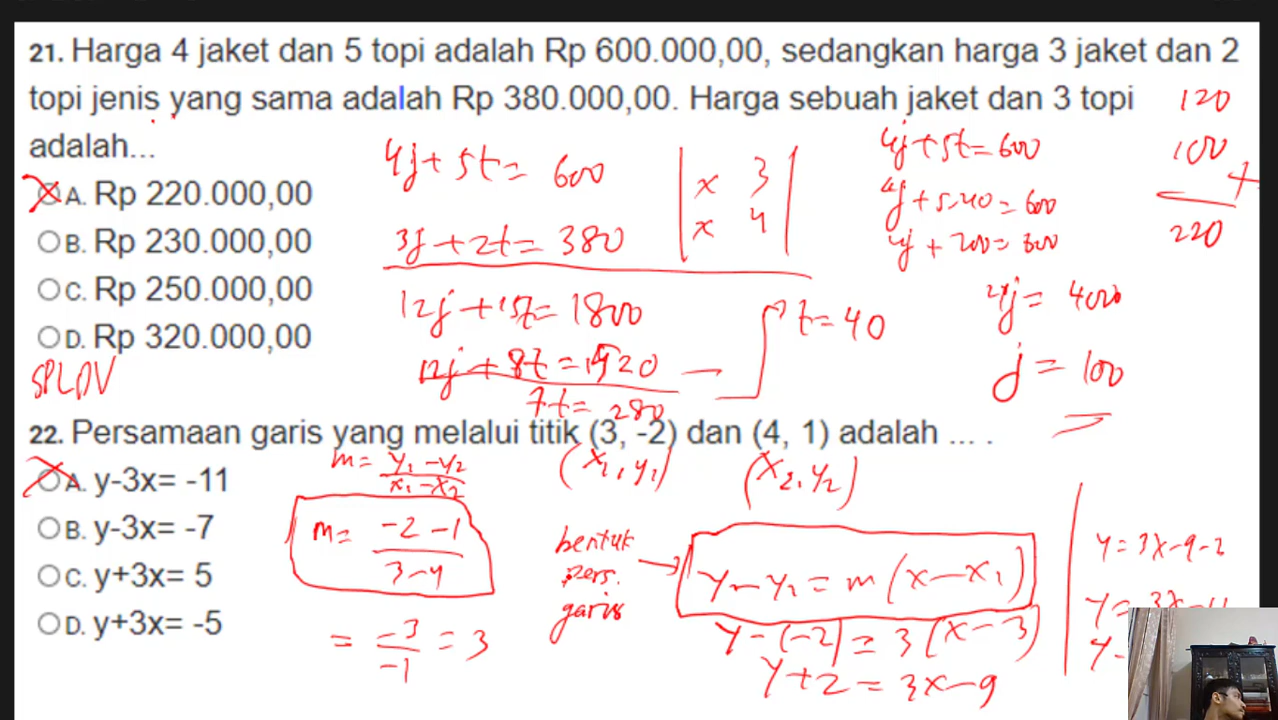 21. Harga 4 jaket dan 5 topi adalah Rp 600.000,00, sedangkan harga 3 jaket dan 2
topi jenis yang sama adalah Rp 380.000,00. Harga sebuah jaket dan 3 topi
adalah...
A. Rp 220.000,00
B. Rp 230.000,00
C. Rp 250.000,00
D. Rp 320.000,00
SPLDV
4j + 5t = 600
3j + 2t = 380
x 3
x 4
12j + 15t = 1800
12j + 8t = 1520 -
7t = 280
t = 40
4j + 5t = 600
4j + 5.40 = 600
4j + 200 = 600
4j = 400
j = 100
120
100 +
220
22. Persamaan garis yang melalui titik (3, -2) dan (4, 1) adalah ... .
(x1, y1) (x2, y2)
A. y-3x= -11
B. y-3x= -7
C. y+3x= 5
D. y+3x= -5
m = y1 - y2
x1 - x2
m = -2 - 1
3 - 4
= -3 = 3
-1
bentuk
pers.
garis
y - y1 = m (x - x1)
y - (-2) = 3 (x - 3)
y + 2 = 3x - 9
y = 3x - 9 - 2
y = 3x - 11